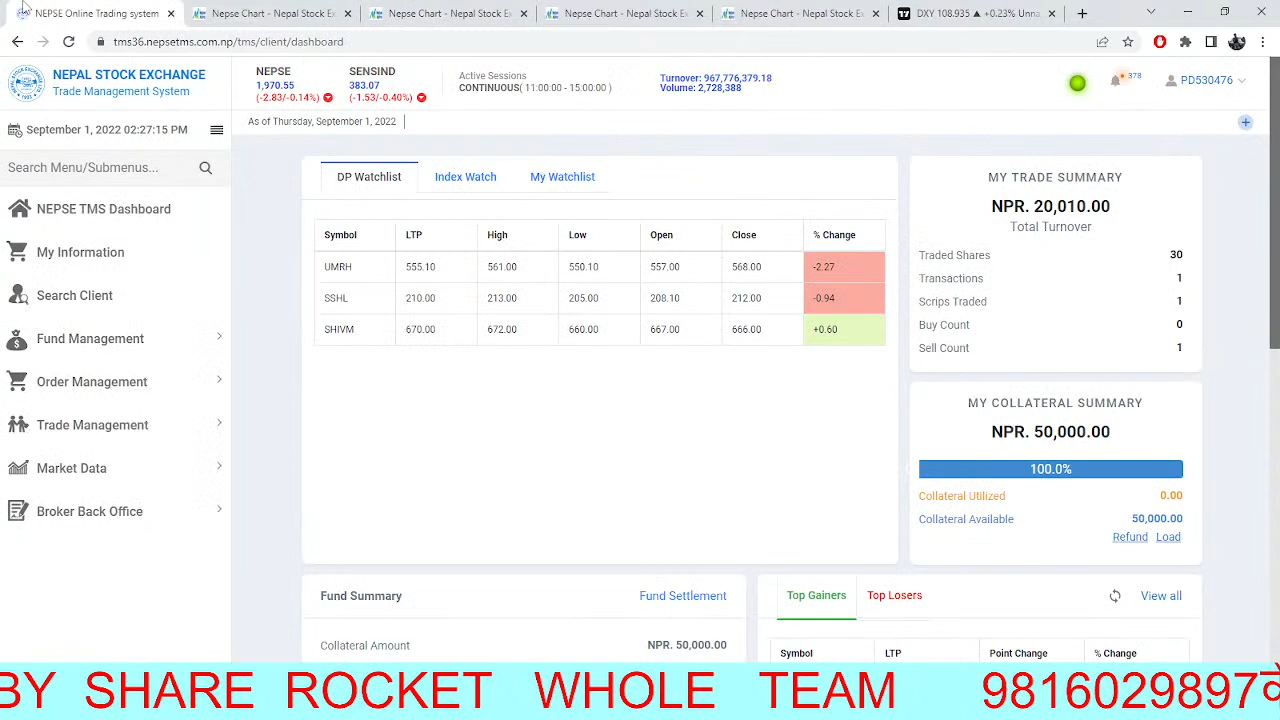 NEPSE Online Trading system
Nepse Chart - Nepal Stock Ex
Nepse Chart - Nepal Stock Ex
Nepse Chart - Nepal Stock Ex
Nepse Chart - Nepal Stock Ex
DXY 108.935 ▲ +0.23% Unna
tms36.nepsetms.com.np/tms/client/dashboard
NEPAL STOCK EXCHANGE
Trade Management System
NEPSE
1,970.55
(-2.83/-0.14%)
SENSIND
383.07
(-1.53/-0.40%)
Active Sessions
CONTINUOUS( 11:00:00 - 15:00:00 )
Turnover: 967,776,379.18
Volume: 2,728,388
378
PD530476
September 1, 2022 02:27:15 PM
As of Thursday, September 1, 2022
Search Menu/Submenus...
NEPSE TMS Dashboard
My Information
Search Client
Fund Management
Order Management
Trade Management
Market Data
Broker Back Office
DP Watchlist Index Watch My Watchlist
Symbol LTP High Low Open Close % Change
UMRH 555.10 561.00 550.10 557.00 568.00 -2.27
SSHL 210.00 213.00 205.00 208.10 212.00 -0.94
SHIVM 670.00 672.00 660.00 667.00 666.00 +0.60
MY TRADE SUMMARY
NPR. 20,010.00
Total Turnover
Traded Shares 30
Transactions 1
Scrips Traded 1
Buy Count 0
Sell Count 1
MY COLLATERAL SUMMARY
NPR. 50,000.00
100.0%
Collateral Utilized 0.00
Collateral Available 50,000.00
Refund Load
Fund Summary Fund Settlement
Collateral Amount NPR. 50,000.00
Top Gainers Top Losers View all
Symbol LTP Point Change % Change
BY SHARE ROCKET WHOLE TEAM 9816029897